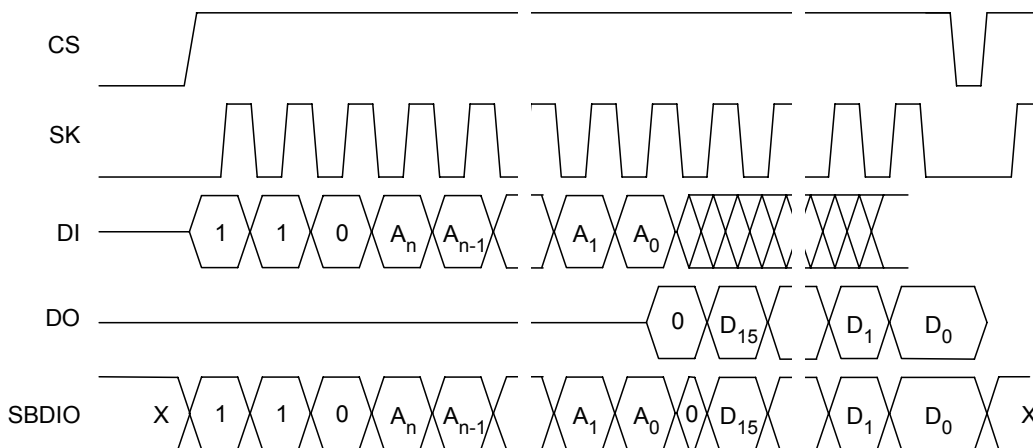 CS
SK
DI 1 1 0 Aₙ Aₙ₋₁ A₁ A₀
DO 0 D₁₅ D₁ D₀
SBDIO X 1 1 0 Aₙ Aₙ₋₁ A₁ A₀ 0 D₁₅ D₁ D₀ X